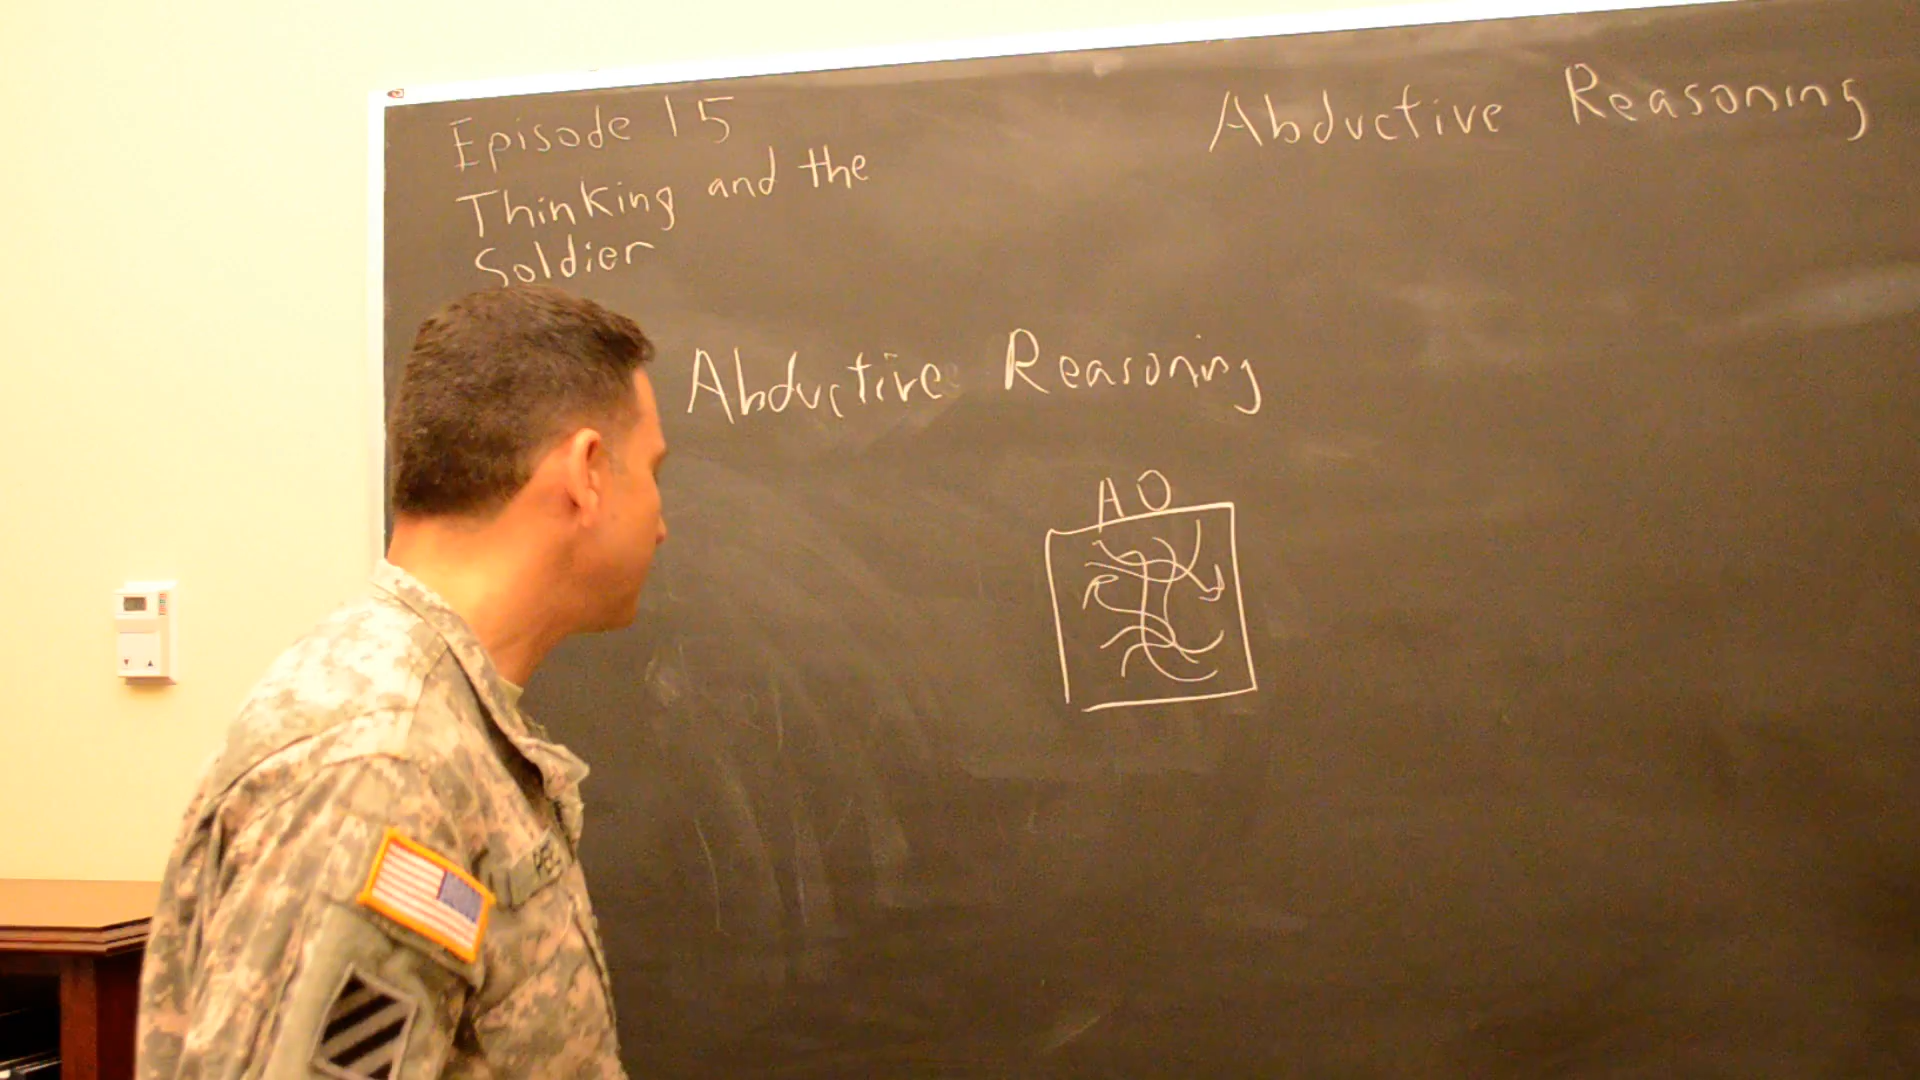 Episode 15
Thinking and the
Soldier
Abductive Reasoning
Abductive Reasoning
AO